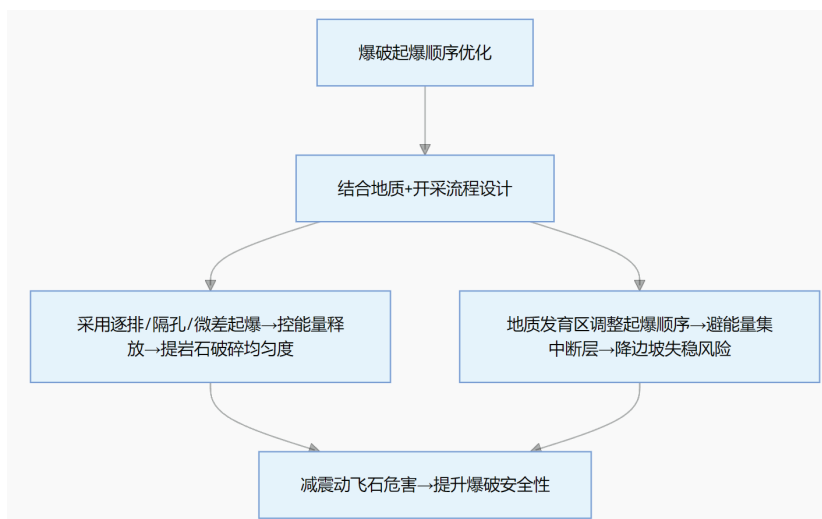 爆破起爆顺序优化
结合地质+开采流程设计
采用逐排/隔孔/微差起爆→控能量释
放→提岩石破碎均匀度
地质发育区调整起爆顺序→避能量集
中断层→降边坡失稳风险
减震动飞石危害→提升爆破安全性